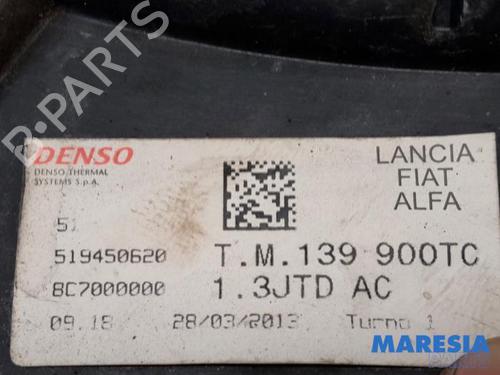 B-PARTS
DENSO
DENSO THERMAL
SYSTEMS S.p.A.
LANCIA
FIAT
ALFA
51
519450620
T.M.139 900TC
8C7000000
1.3JTD AC
09.18 28/03/2013 Turno 1
MARESIA